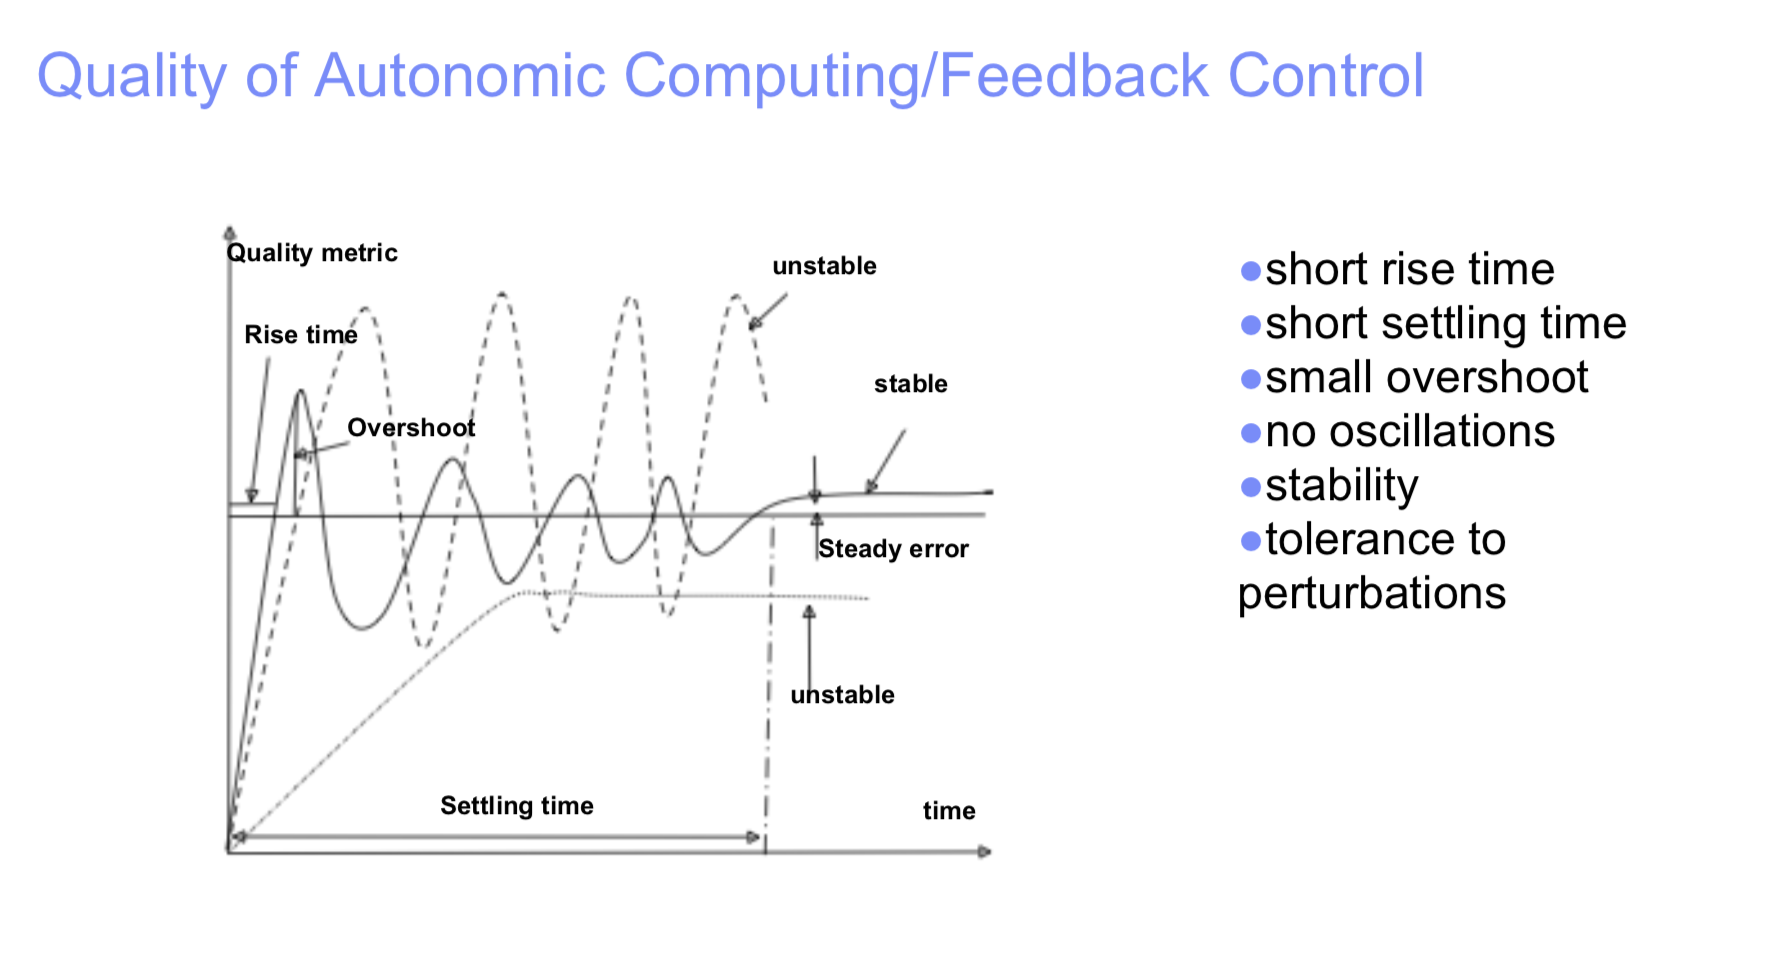 Quality of Autonomic Computing/Feedback Control
Quality metric
unstable
Rise time
stable
Overshoot
Steady error
unstable
Settling time
time
●short rise time
●short settling time
●small overshoot
●no oscillations
●stability
●tolerance to
perturbations